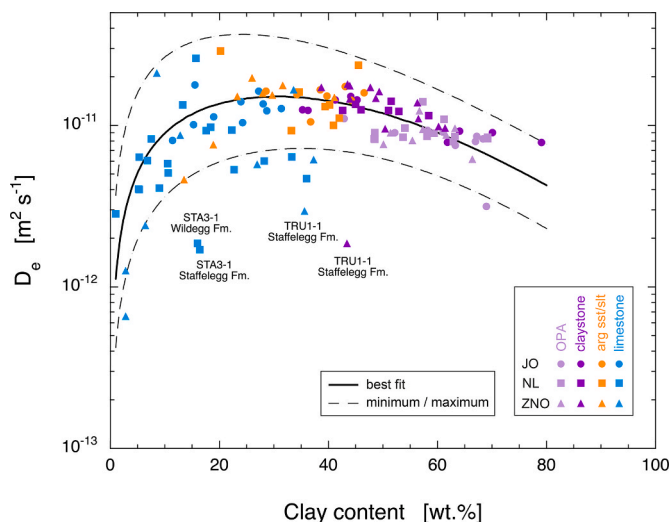 10-11
10-12
10-13
De [m2 s-1]
STA3-1
Wildegg Fm.
STA3-1
Staffelegg Fm.
TRU1-1
Staffelegg Fm.
TRU1-1
Staffelegg Fm.
best fit
minimum / maximum
OPA
claystone
arg sst/slt
limestone
JO
NL
ZNO
0 20 40 60 80 100
Clay content [wt.%]